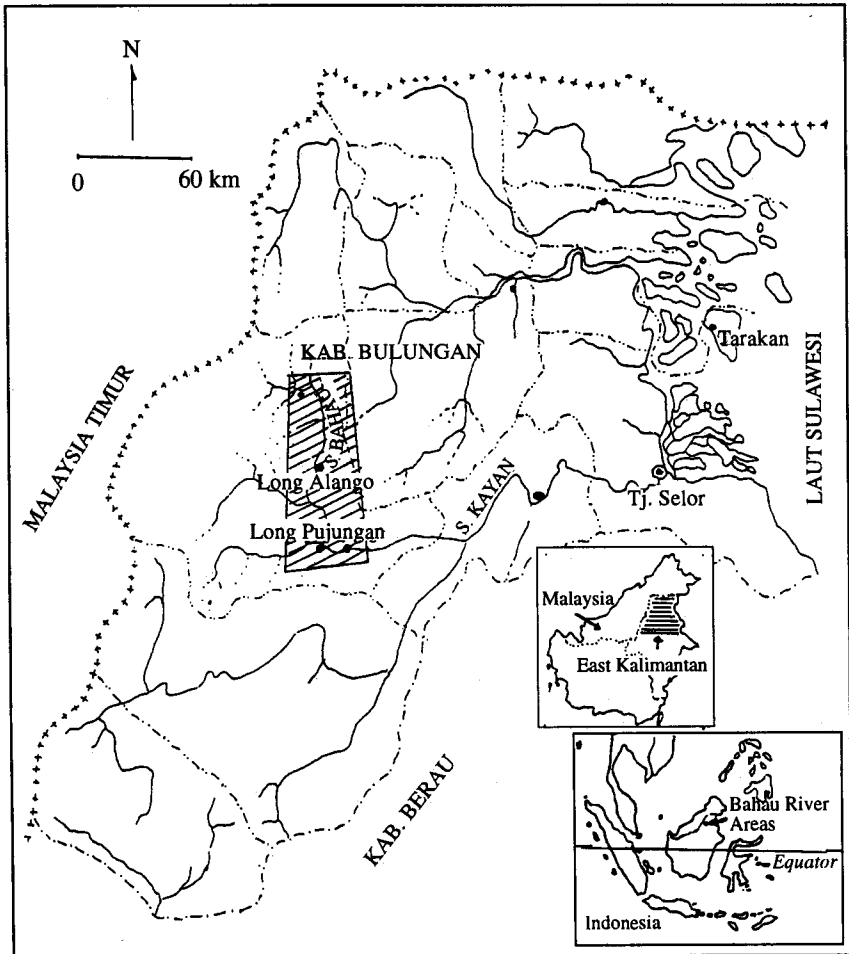 N
0 60 km
KAB. BULUNGAN
Tarakan
MALAYSIA TIMUR
LAUT SULAWESI
S. BAHAU
Long Alango
S. KAYAN
Tj. Selor
Long Pujungan
Malaysia
East Kalimantan
KAB. BERAU
Bahau River
Areas
Equator
Indonesia